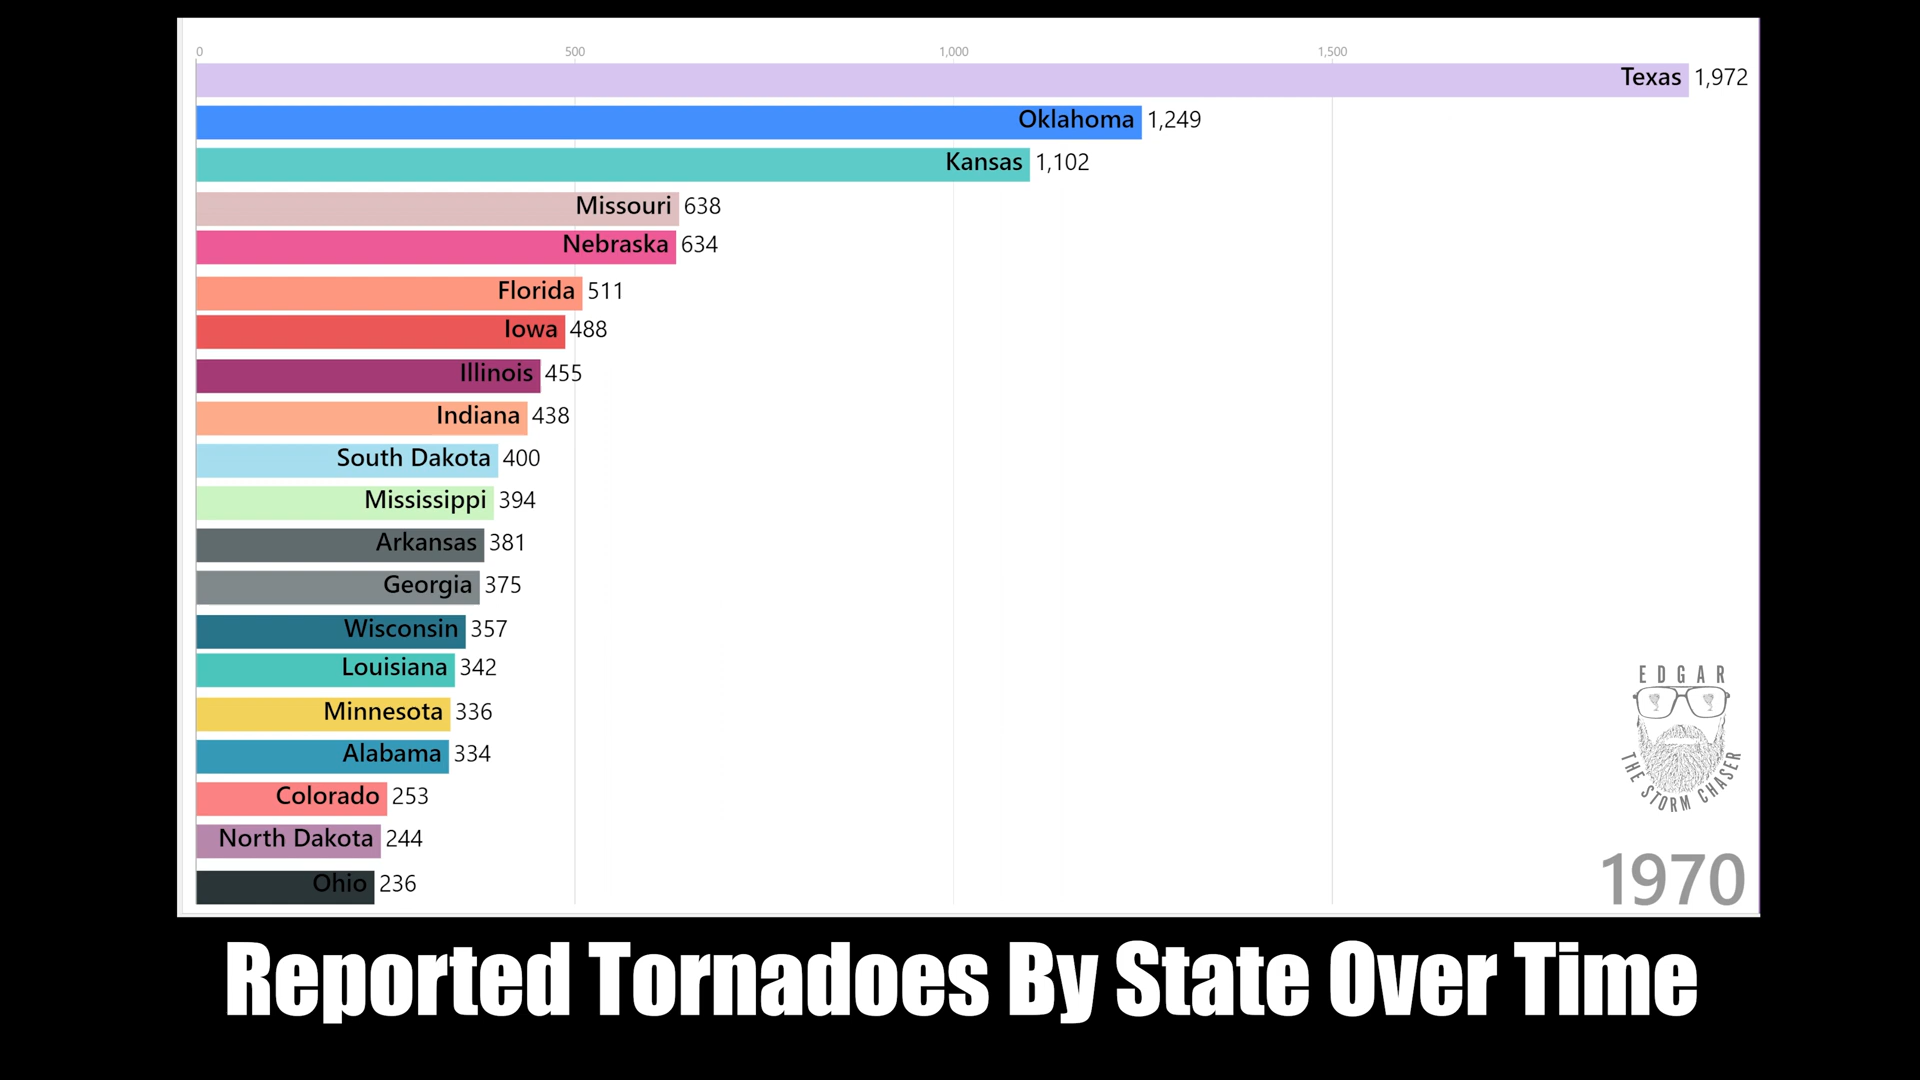 0 500 1,000 1,500
Texas 1,972
Oklahoma 1,249
Kansas 1,102
Missouri 638
Nebraska 634
Florida 511
Iowa 488
Illinois 455
Indiana 438
South Dakota 400
Mississippi 394
Arkansas 381
Georgia 375
Wisconsin 357
Louisiana 342
Minnesota 336
Alabama 334
Colorado 253
North Dakota 244
Ohio 236
EDGAR
THE STORM CHASER
1970
Reported Tornadoes By State Over Time